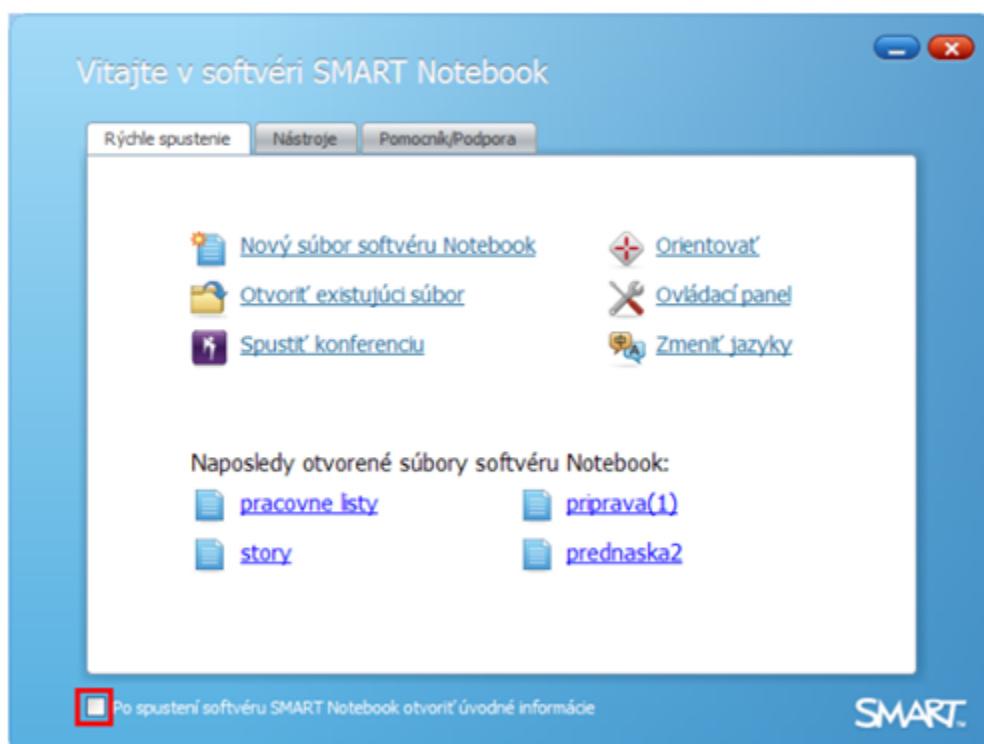 Vitajte v softvéri SMART Notebook
Rýchle spustenie Nástroje Pomocník/Podpora
Nový súbor softvéru Notebook Orientovať
Otvoriť existujúci súbor Ovládací panel
Spustiť konferenciu Zmeniť jazyky
Naposledy otvorené súbory softvéru Notebook:
pracovne listy priprava(1)
story prednaska2
Po spustení softvéru SMART Notebook otvoriť úvodné informácie SMART